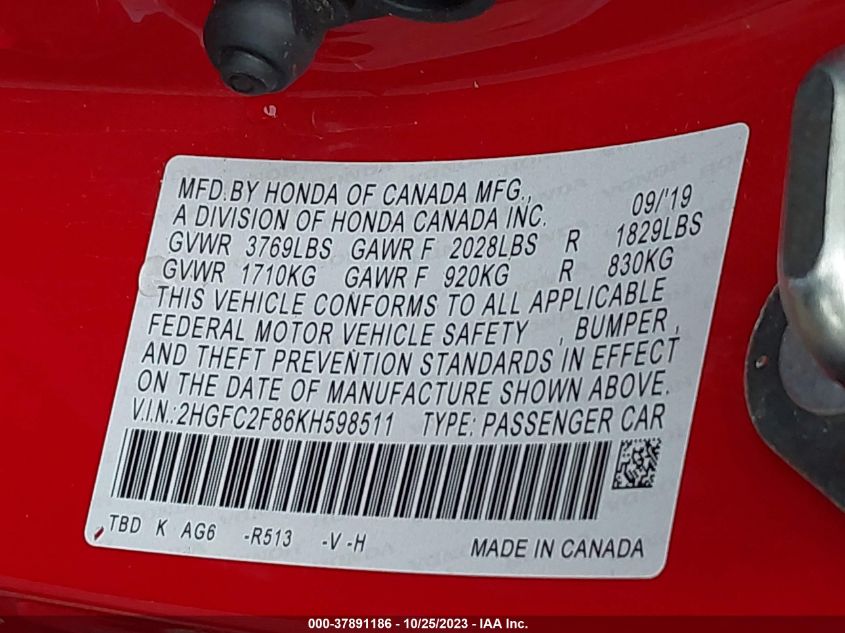 MFD.BY HONDA OF CANADA MFG., 09/'19
A DIVISION OF HONDA CANADA INC.
GVWR 3769LBS GAWR F 2028LBS R 1829LBS
GVWR 1710KG GAWR F 920KG R 830KG
THIS VEHICLE CONFORMS TO ALL APPLICABLE
FEDERAL MOTOR VEHICLE SAFETY , BUMPER ,
AND THEFT PREVENTION STANDARDS IN EFFECT
ON THE DATE OF MANUFACTURE SHOWN ABOVE.
V.I.N.:2HGFC2F86KH598511 TYPE: PASSENGER CAR
TBD K AG6 -R513 -V -H MADE IN CANADA
000-37891186 - 10/25/2023 - IAA Inc.